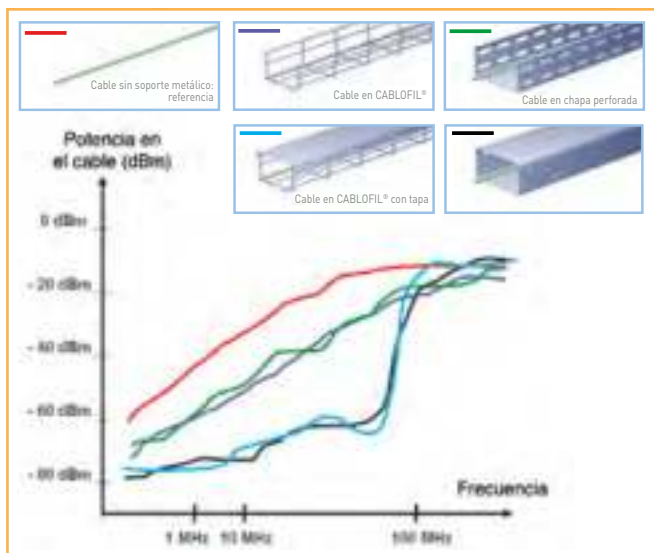 Cable sin soporte metálico:
referencia
Cable en CABLOFIL®
Cable en chapa perforada
Cable en CABLOFIL® con tapa
Potencia en
el cable (dBm)
0 dBm
- 20 dBm
- 40 dBm
- 60 dBm
- 80 dBm
Frecuencia
1 MHz
10 MHz
100 MHz